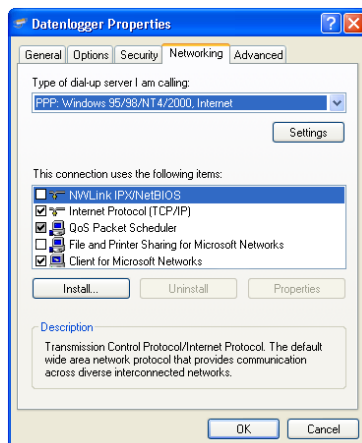 Datenlogger Properties
General Options Security Networking Advanced
Type of dial-up server I am calling:
PPP: Windows 95/98/NT4/2000, Internet
Settings
This connection uses the following items:
NWLink IPX/NetBIOS
Internet Protocol (TCP/IP)
QoS Packet Scheduler
File and Printer Sharing for Microsoft Networks
Client for Microsoft Networks
Install... Uninstall Properties
Description
Transmission Control Protocol/Internet Protocol. The default
wide area network protocol that provides communication
across diverse interconnected networks.
OK Cancel